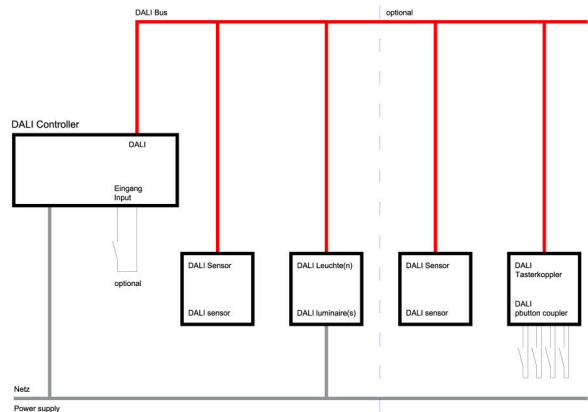 DALI Bus
optional
DALI Controller
DALI
Eingang
Input
optional
DALI Sensor
DALI sensor
DALI Leuchte(n)
DALI luminaire(s)
DALI Sensor
DALI sensor
DALI
Tasterkoppler
DALI
pbutton coupler
Netz
Power supply